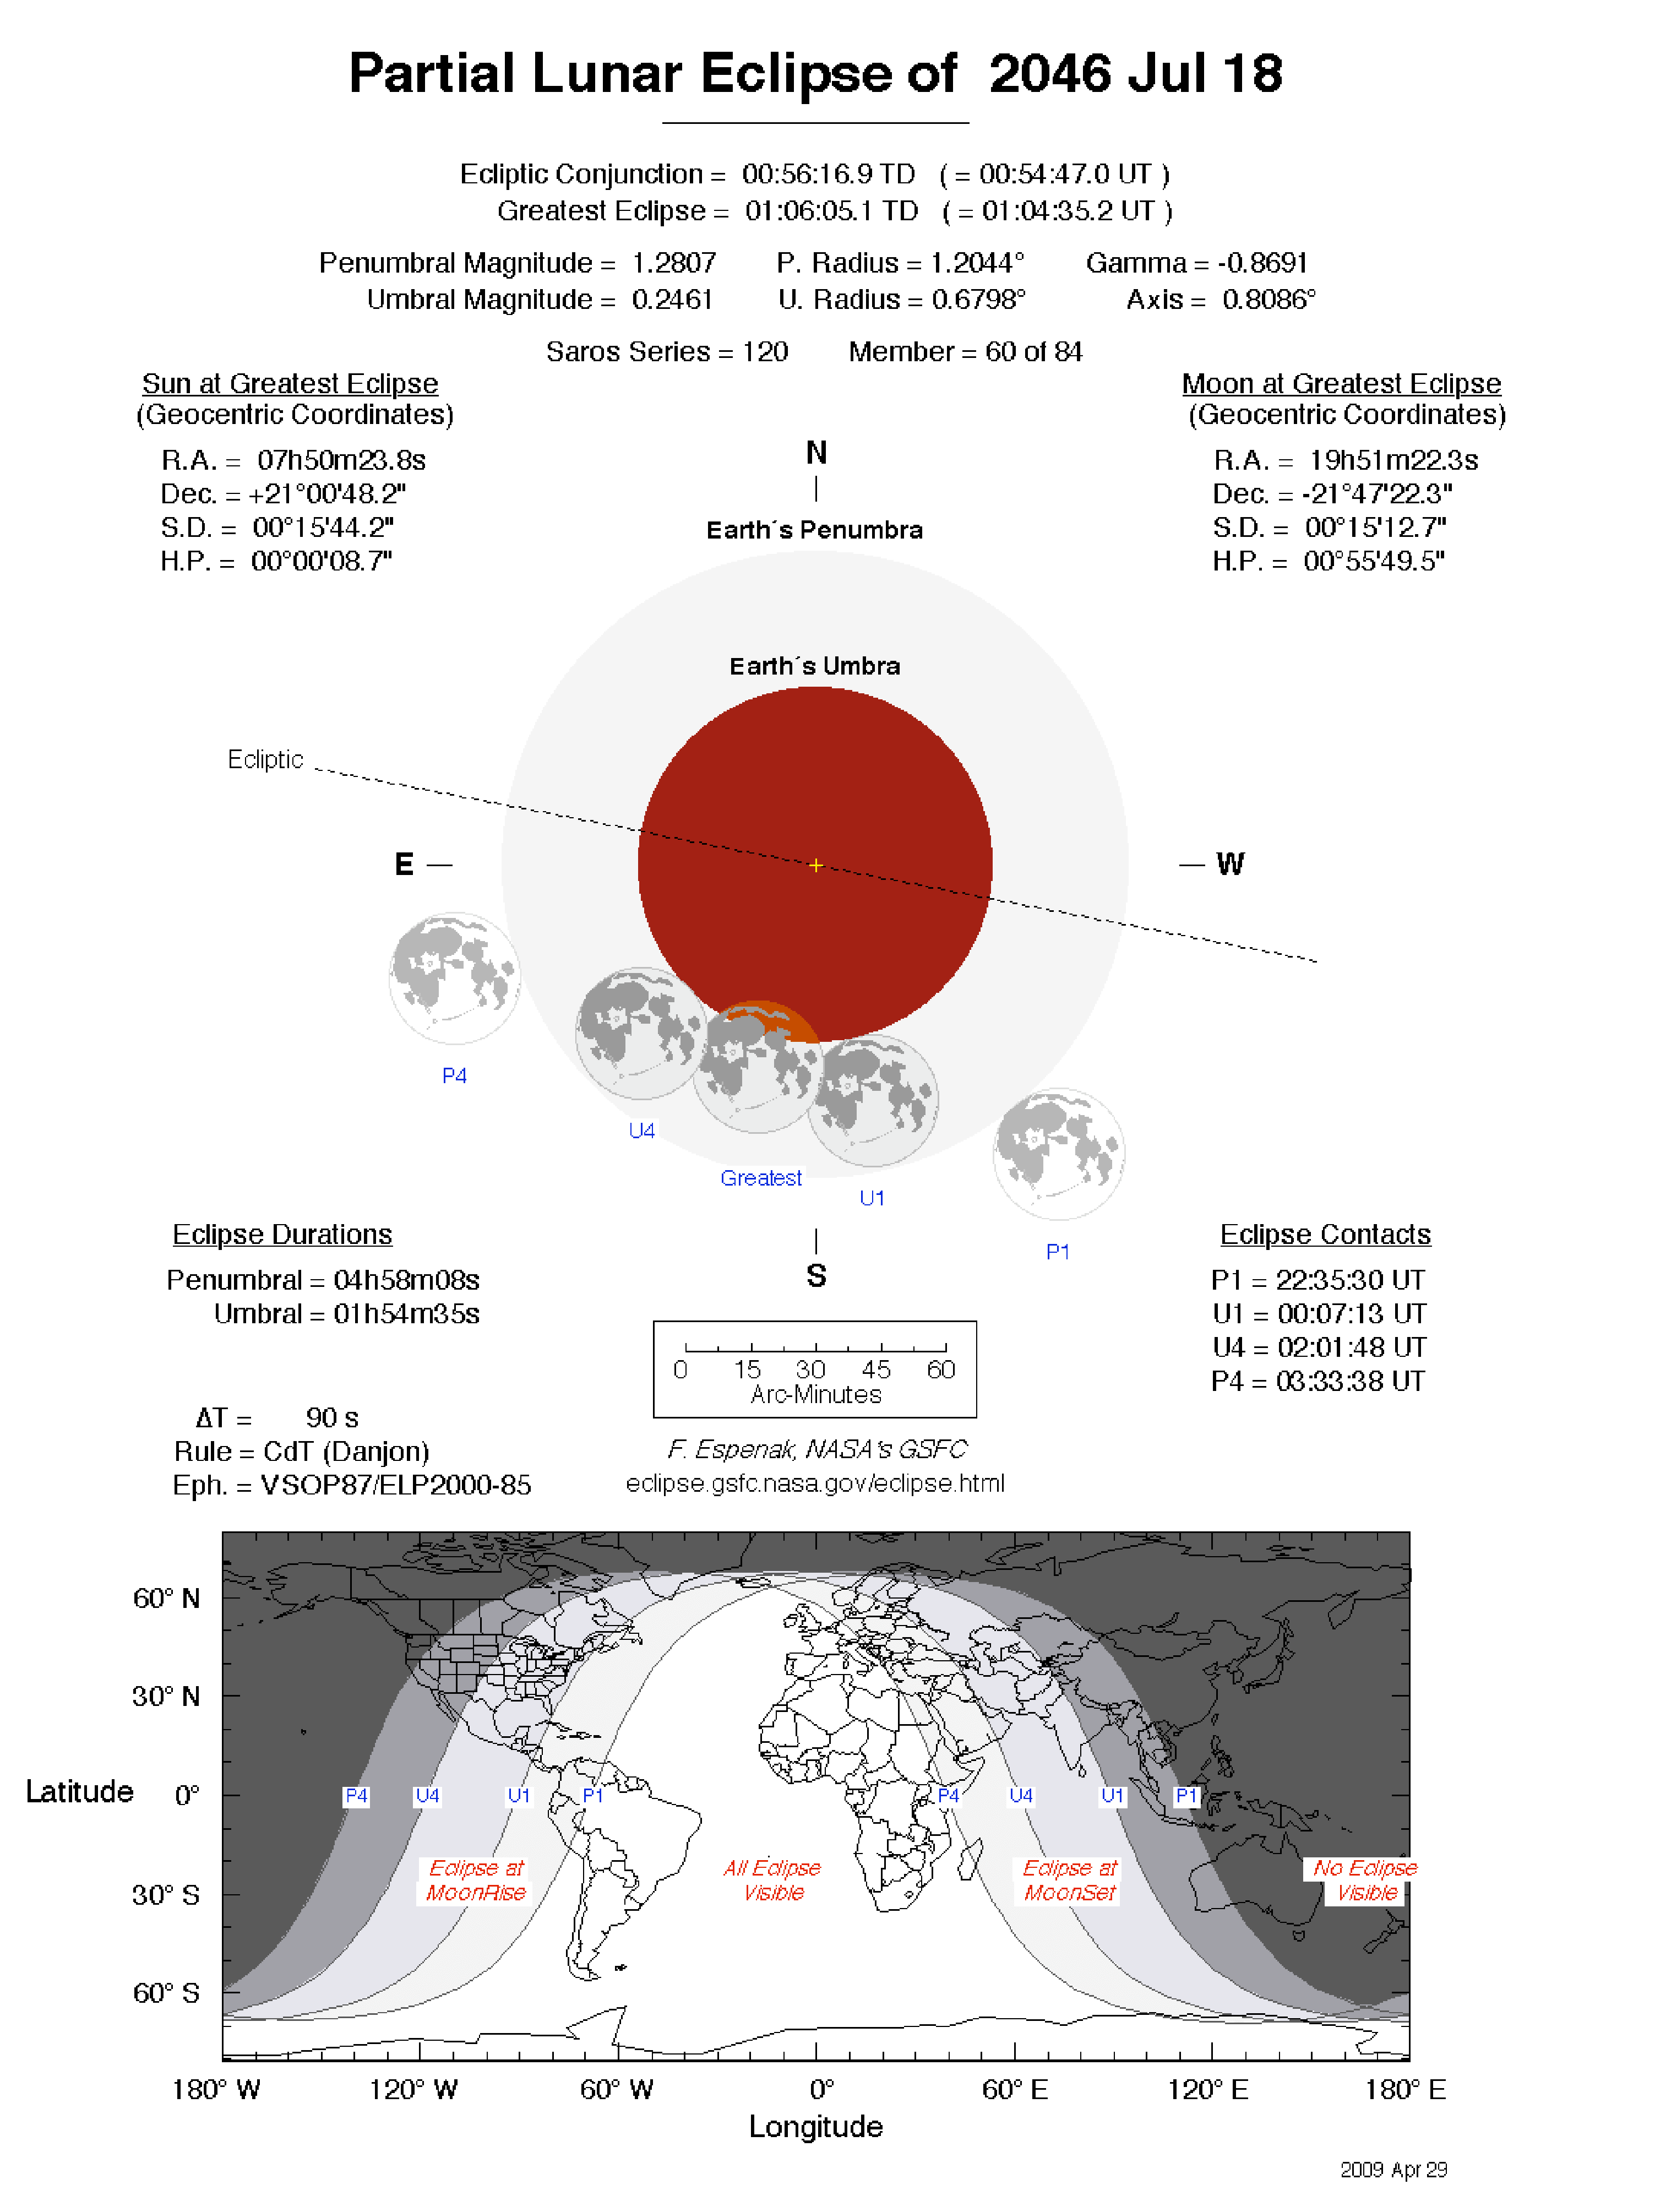 Partial Lunar Eclipse of 2046 Jul 18
Ecliptic Conjunction = 00:56:16.9 TD ( = 00:54:47.0 UT )
Greatest Eclipse = 01:06:05.1 TD ( = 01:04:35.2 UT )
Penumbral Magnitude = 1.2807 P. Radius = 1.2044° Gamma = -0.8691
Umbral Magnitude = 0.2461 U. Radius = 0.6798° Axis = 0.8086°
Saros Series = 120 Member = 60 of 84
Sun at Greatest Eclipse
(Geocentric Coordinates)
R.A. = 07h50m23.8s
Dec. = +21°00'48.2"
S.D. = 00°15'44.2"
H.P. = 00°00'08.7"
Moon at Greatest Eclipse
(Geocentric Coordinates)
R.A. = 19h51m22.3s
Dec. = -21°47'22.3"
S.D. = 00°15'12.7"
H.P. = 00°55'49.5"
N
Earth´s Penumbra
Earth´s Umbra
Ecliptic
E
W
P4
U4
Greatest
U1
P1
S
Eclipse Durations
Penumbral = 04h58m08s
Umbral = 01h54m35s
Eclipse Contacts
P1 = 22:35:30 UT
U1 = 00:07:13 UT
U4 = 02:01:48 UT
P4 = 03:33:38 UT
0 15 30 45 60
Arc-Minutes
ΔT = 90 s
Rule = CdT (Danjon)
Eph. = VSOP87/ELP2000-85
F. Espenak, NASA's GSFC
eclipse.gsfc.nasa.gov/eclipse.html
60° N
30° N
Latitude 0°
30° S
60° S
P4 U4 U1 P1 P4 U4 U1 P1
Eclipse at
MoonRise
All Eclipse
Visible
Eclipse at
MoonSet
No Eclipse
Visible
180° W 120° W 60° W 0° 60° E 120° E 180° E
Longitude
2009 Apr 29